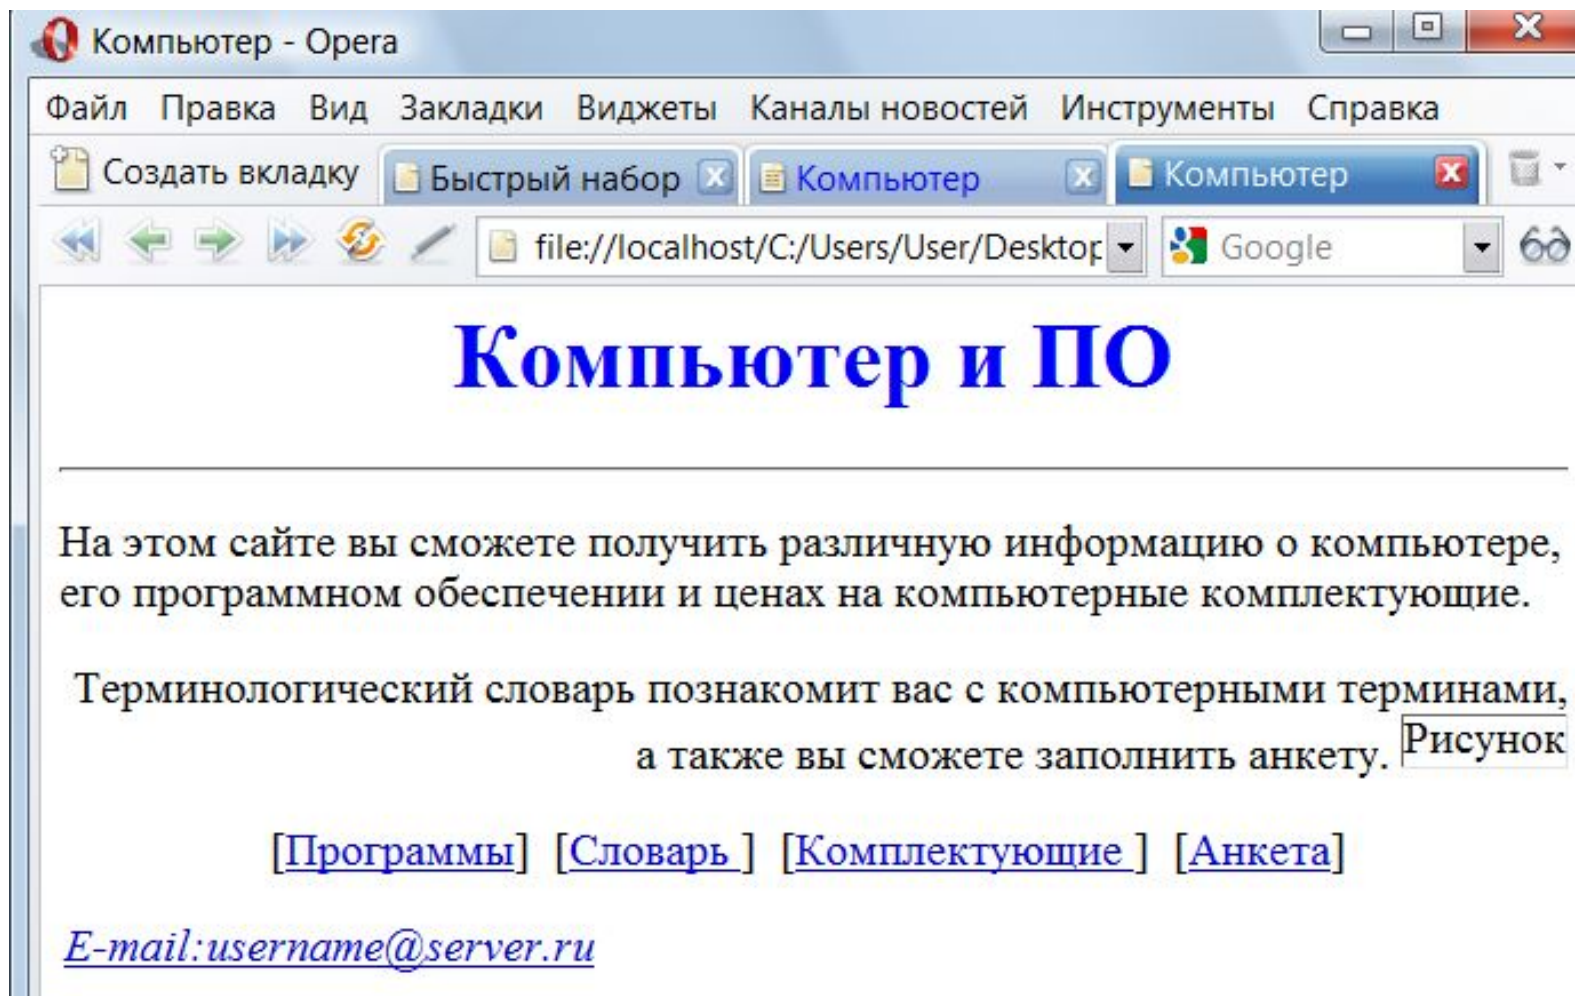 Компьютер - Opera
Файл Правка Вид Закладки Виджеты Каналы новостей Инструменты Справка
Создать вкладку Быстрый набор Компьютер Компьютер
file://localhost/C:/Users/User/Desktop Google
Компьютер и ПО
На этом сайте вы сможете получить различную информацию о компьютере,
его программном обеспечении и ценах на компьютерные комплектующие.
Терминологический словарь познакомит вас с компьютерными терминами,
а также вы сможете заполнить анкету. Рисунок
[Программы] [Словарь ] [Комплектующие ] [Анкета]
E-mail:username@server.ru